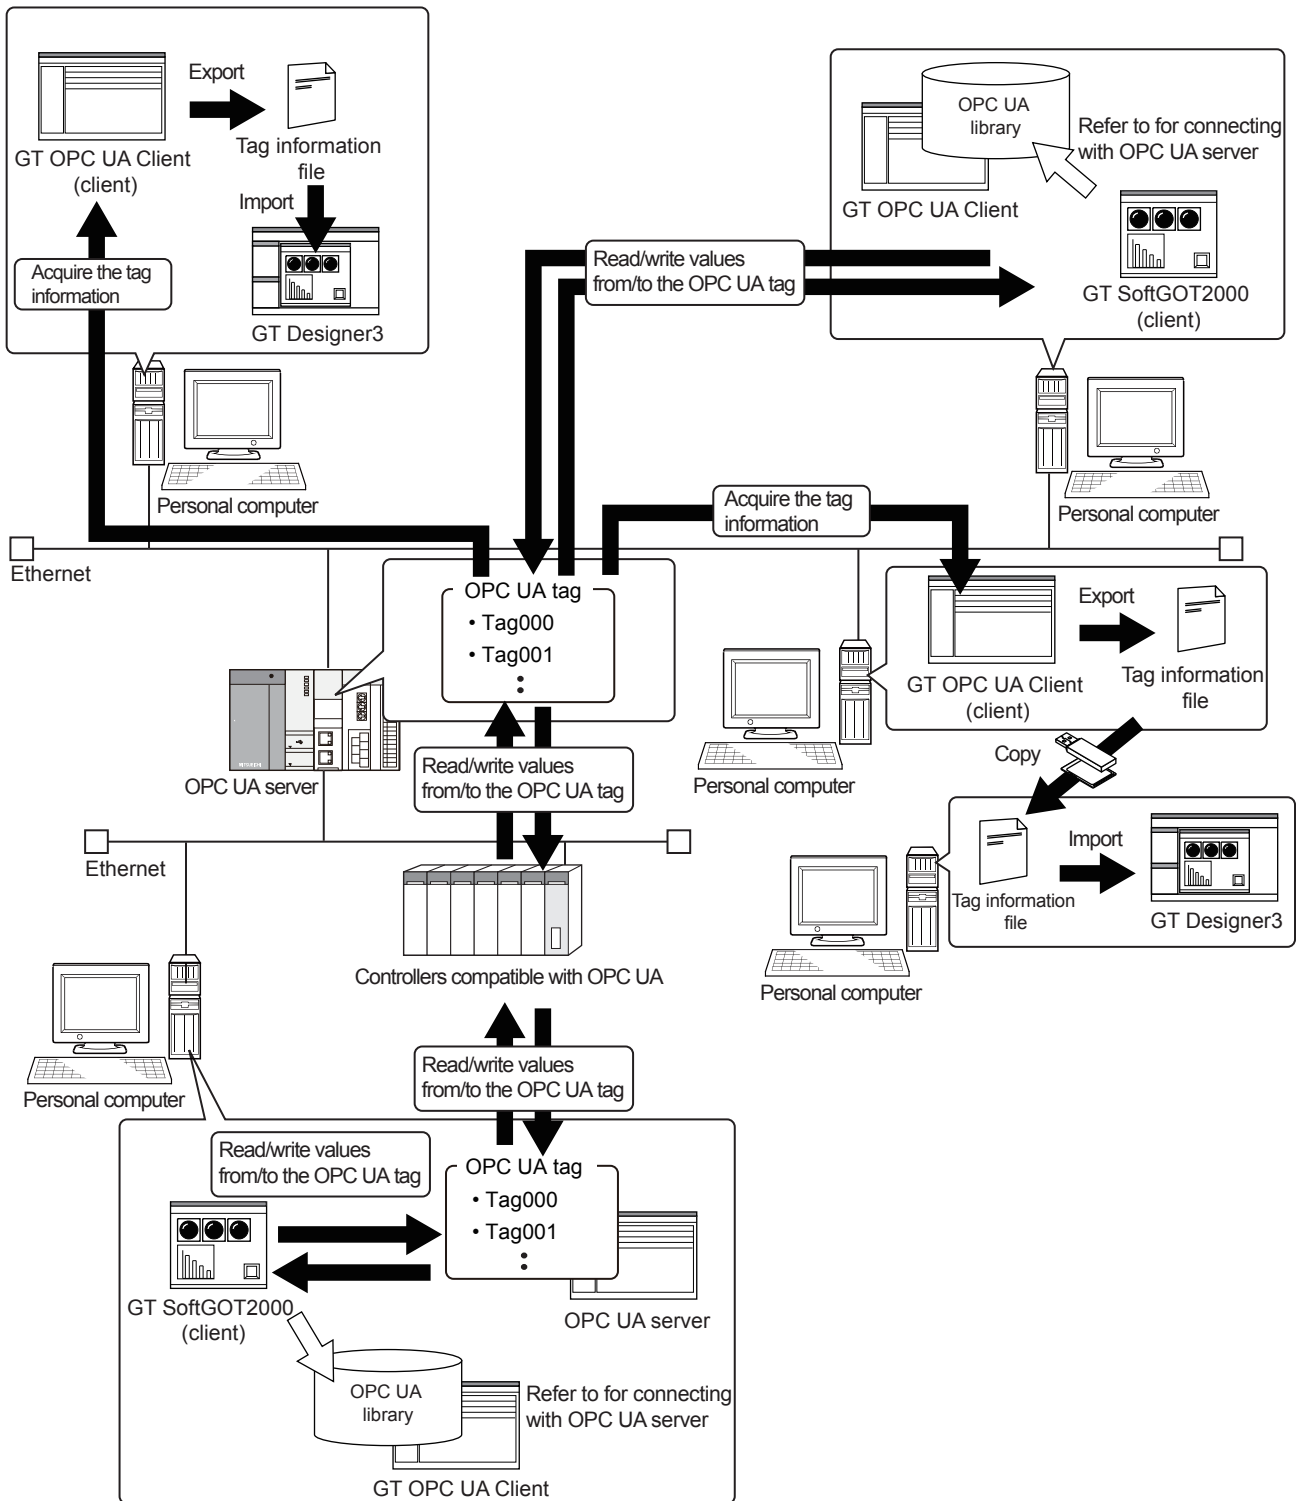 Export
GT OPC UA Client
(client)
Tag information
file
Import
Acquire the tag
information
GT Designer3
Personal computer
OPC UA
library
Refer to for connecting
with OPC UA server
GT OPC UA Client
GT SoftGOT2000
(client)
Read/write values
from/to the OPC UA tag
Personal computer
Acquire the tag
information
Ethernet
OPC UA tag
• Tag000
• Tag001
OPC UA server
Export
GT OPC UA Client
(client)
Tag information
file
Personal computer
Copy
Read/write values
from/to the OPC UA tag
Ethernet
Import
Tag information
file
GT Designer3
Personal computer
Controllers compatible with OPC UA
Personal computer
Read/write values
from/to the OPC UA tag
Read/write values
from/to the OPC UA tag
OPC UA tag
• Tag000
• Tag001
GT SoftGOT2000
(client)
OPC UA server
OPC UA
library
Refer to for connecting
with OPC UA server
GT OPC UA Client